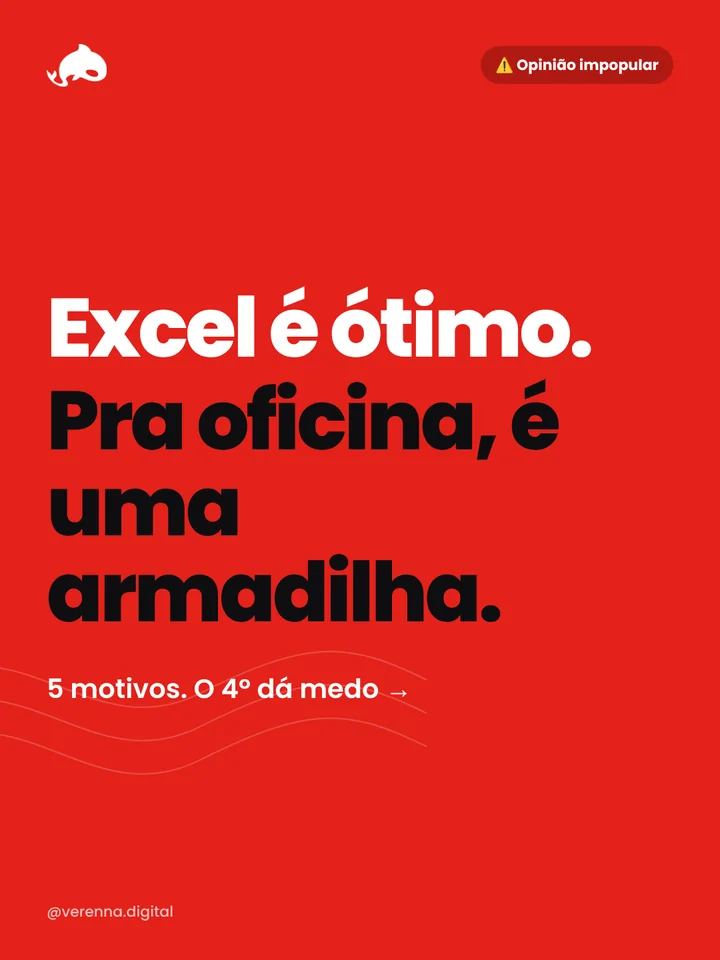 ⚠️ Opinião impopular
Excel é ótimo.
Pra oficina, é
uma
armadilha.
5 motivos. O 4º dá medo →
@verenna.digital